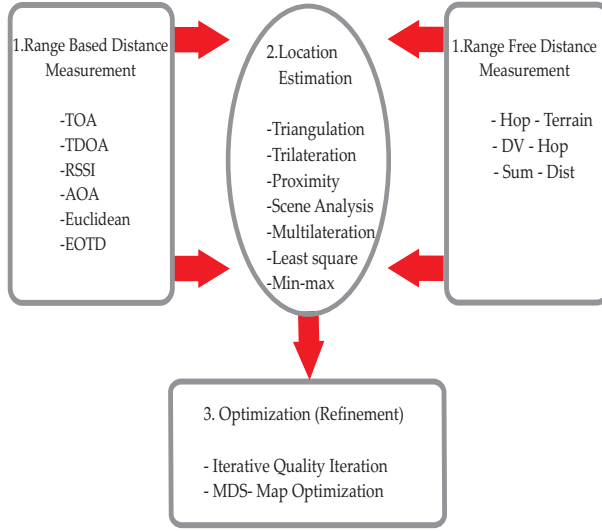 1.Range Based Distance
Measurement
-TOA
-TDOA
-RSSI
-AOA
-Euclidean
-EOTD
2.Location
Estimation
-Triangulation
-Trilateration
-Proximity
-Scene Analysis
-Multilateration
-Least square
-Min-max
1.Range Free Distance
Measurement
- Hop - Terrain
- DV - Hop
- Sum - Dist
3. Optimization (Refinement)
- Iterative Quality Iteration
- MDS- Map Optimization